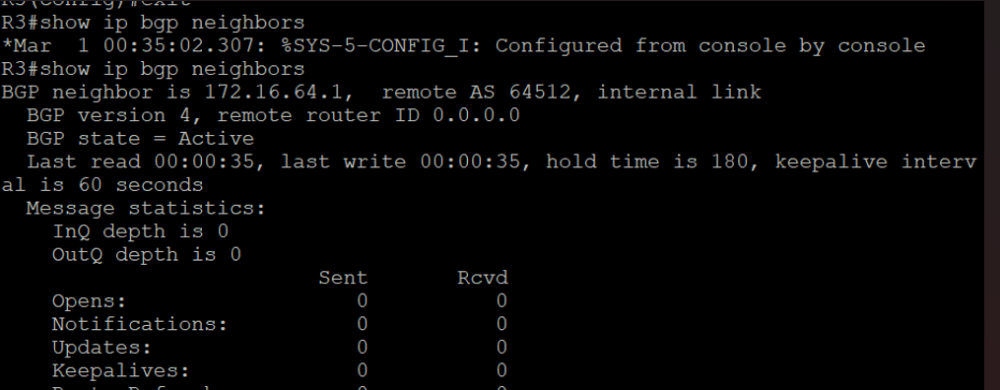 R3(config)#exit
R3#show ip bgp neighbors
*Mar  1 00:35:02.307: %SYS-5-CONFIG_I: Configured from console by console
R3#show ip bgp neighbors
BGP neighbor is 172.16.64.1,  remote AS 64512, internal link
  BGP version 4, remote router ID 0.0.0.0
  BGP state = Active
  Last read 00:00:35, last write 00:00:35, hold time is 180, keepalive interv
al is 60 seconds
  Message statistics:
    InQ depth is 0
    OutQ depth is 0
                         Sent       Rcvd
    Opens:                  0          0
    Notifications:          0          0
    Updates:                0          0
    Keepalives:             0          0